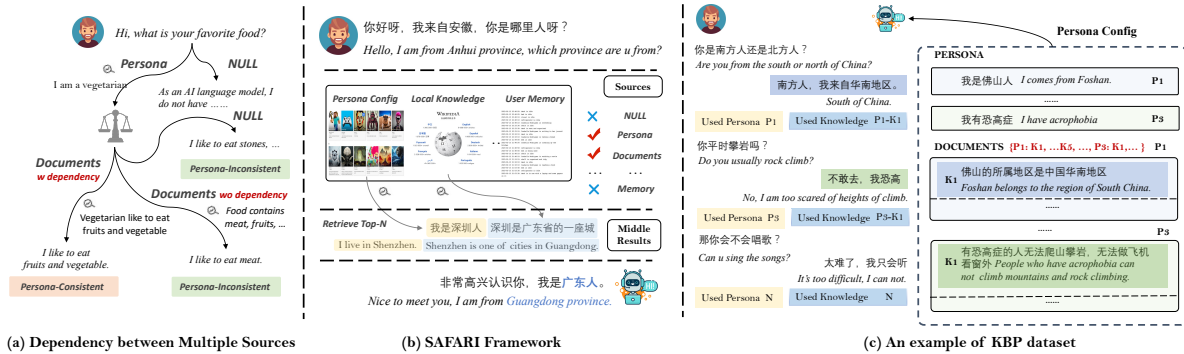 Hi, what is your favorite food?
Persona
NULL
I am a vegetarian
As an AI language model, I
do not have ……
NULL
I like to eat stones, …
Persona-Inconsistent
Documents
w dependency
Documents
wo dependency
Vegetarian like to eat
fruits and vegetable
Food contains
meat, fruits, …
I like to eat
fruits and vegetable.
Persona-Consistent
I like to eat meat.
Persona-Inconsistent
(a) Dependency between Multiple Sources
你好呀，我来自安徽，你是哪里人呀？
Hello, I am from Anhui province, which province are u from?
Sources
Persona Config
Local Knowledge
User Memory
WIKIPEDIA
NULL
Persona
Documents
....
Memory
Retrieve Top-N
我是深圳人
深圳是广东省的一座城
I live in Shenzhen.
Shenzhen is one of cities in Guangdong.
Middle
Results
非常高兴认识你，我是广东人。
Nice to meet you, I am from Guangdong province.
(b) SAFARI Framework
Hi!
你是南方人还是北方人？
Are you from the south or north of China?
南方人，我来自华南地区。
South of China.
Used Persona P1
Used Knowledge P1-K1
你平时攀岩吗？
Do you usually rock climb?
不敢去，我恐高
No, I am too scared of heights of climb.
Used Persona P3
Used Knowledge P3-K1
那你会不会唱歌？
Can u sing the songs?
太难了，我只会听
It's too difficult, I can not.
Used Persona N
Used Knowledge N
Persona Config
PERSONA
我是佛山人 I comes from Foshan. P1
......
我有恐高症 I have acrophobia P3
DOCUMENTS {P1: K1, …K5, …, P3: K1,… } P1
K1
佛山的所属地区是中国华南地区
Foshan belongs to the region of South China.
......
......
P3
K1
有恐高症的人无法爬山攀岩，无法做飞机
看窗外 People who have acrophobia can
not climb mountains and rock climbing.
......
(c) An example of KBP dataset